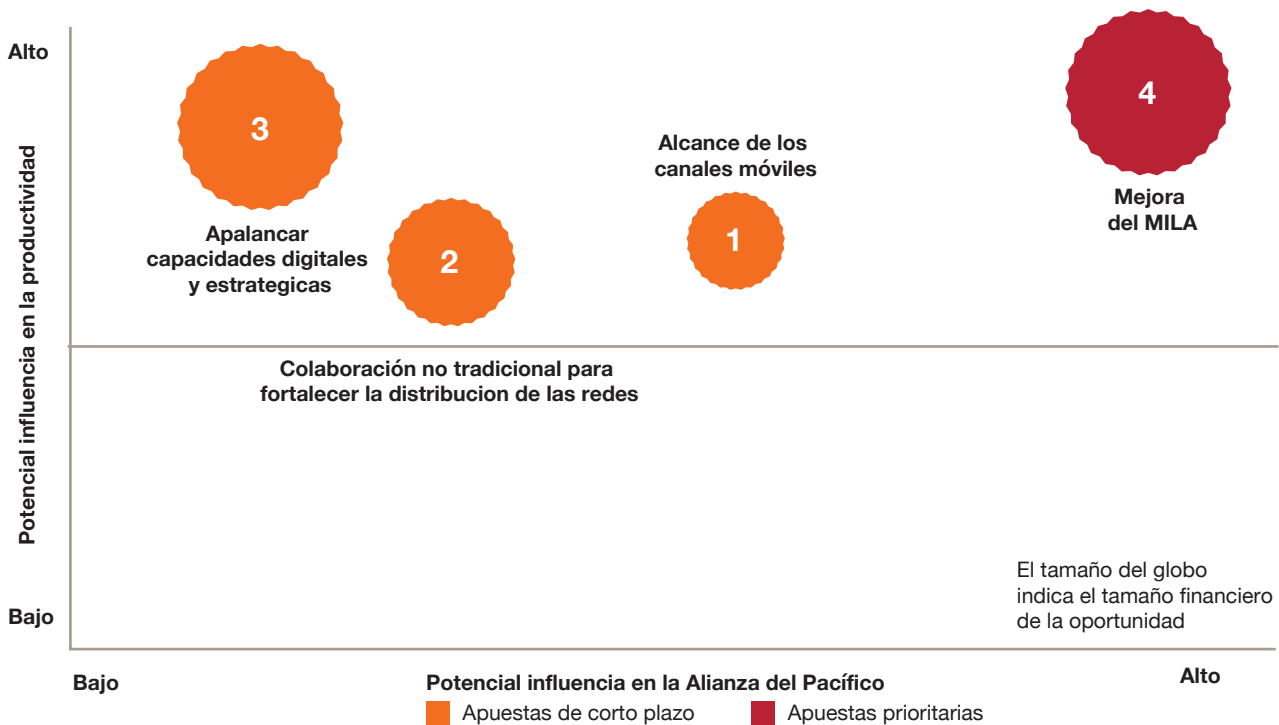 Alto
Potencial influencia en la productividad
Bajo
3
Apalancar
capacidades digitales
y estrategicas
2
Colaboración no tradicional para
fortalecer la distribucion de las redes
Alcance de los
canales móviles
1
4
Mejora
del MILA
El tamaño del globo
indica el tamaño financiero
de la oportunidad
Bajo
Potencial influencia en la Alianza del Pacífico
Alto
Apuestas de corto plazo
Apuestas prioritarias